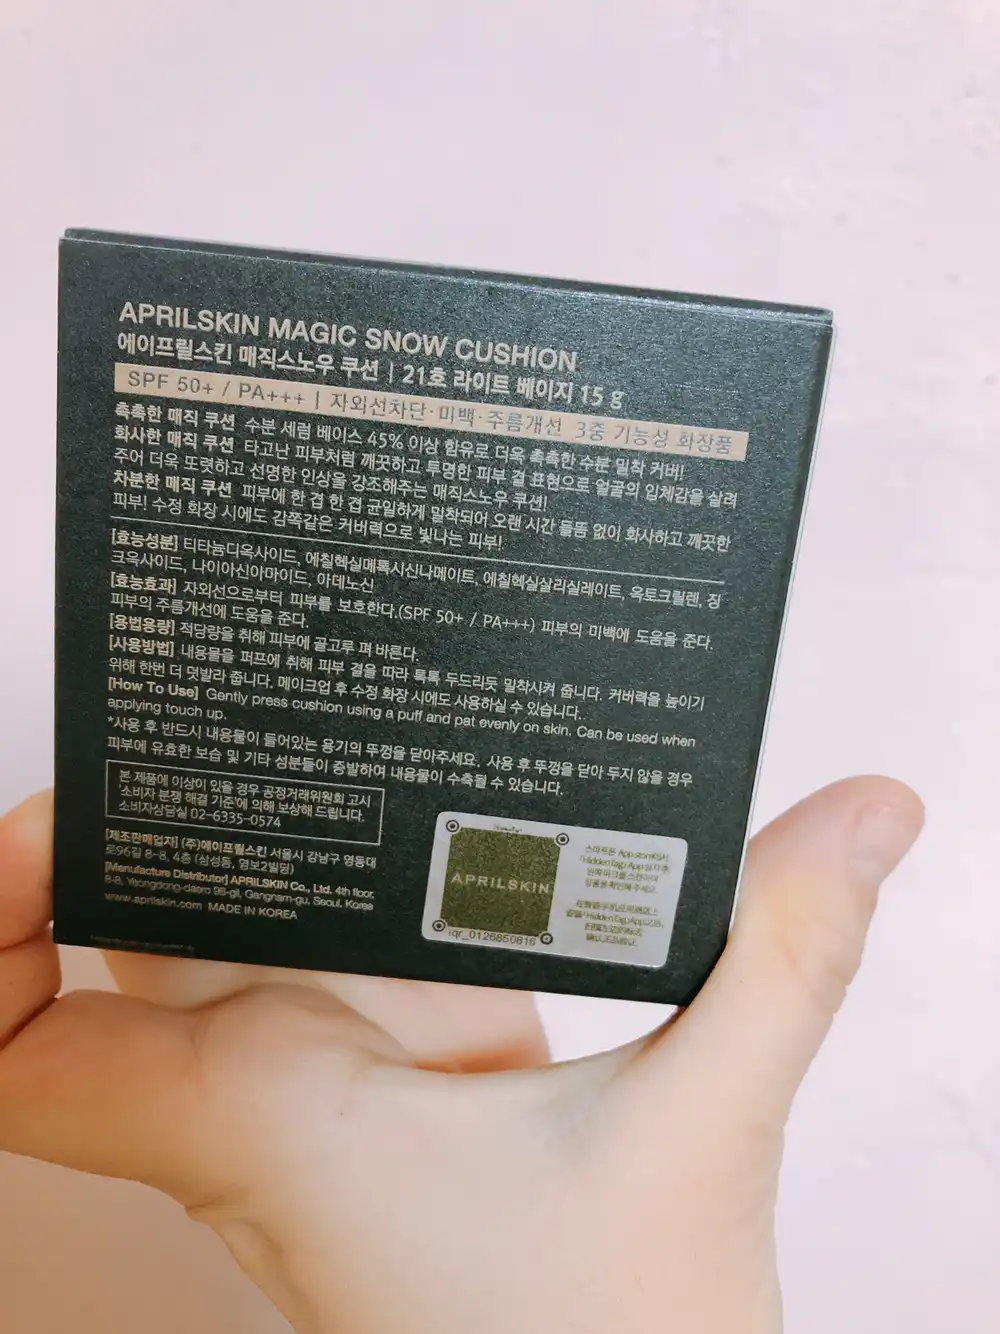 APRILSKIN MAGIC SNOW CUSHION
에이프릴스킨 매직스노우 쿠션 | 21호 라이트 베이지 15 g
SPF 50+ / PA+++ | 자외선차단·미백·주름개선 3중 기능성 화장품
촉촉한 매직 쿠션 수분 세럼 베이스 45% 이상 함유로 더욱 촉촉한 수분 밀착 커버!
화사한 매직 쿠션 타고난 피부처럼 깨끗하고 투명한 피부 결 표현으로 얼굴의 입체감을 살려
주어 더욱 또렷하고 선명한 인상을 강조해주는 매직스노우 쿠션!
차분한 매직 쿠션 피부에 한 겹 한 겹 균일하게 밀착되어 오랜 시간 들뜸 없이 화사하고 깨끗한
피부! 수정 화장 시에도 감쪽같은 커버력으로 빛나는 피부!
[효능성분] 티타늄디옥사이드, 에칠헥실메톡시신나메이트, 에칠헥실살리실레이트, 옥토크릴렌, 징
크옥사이드, 나이아신아마이드, 아데노신
[효능효과] 자외선으로부터 피부를 보호한다.(SPF 50+ / PA+++) 피부의 미백에 도움을 준다.
피부의 주름개선에 도움을 준다.
[용법용량] 적당량을 취해 피부에 골고루 펴 바른다.
[사용방법] 내용물을 퍼프에 취해 피부 결을 따라 톡톡 두드리듯 밀착시켜 줍니다. 커버력을 높이기
위해 한번 더 덧발라 줍니다. 메이크업 후 수정 화장 시에도 사용하실 수 있습니다.
[How To Use] Gently press cushion using a puff and pat evenly on skin. Can be used when
applying touch up.
*사용 후 반드시 내용물이 들어있는 용기의 뚜껑을 닫아주세요. 사용 후 뚜껑을 닫아 두지 않을 경우
피부에 유효한 보습 및 기타 성분들이 증발하여 내용물이 수축될 수 있습니다.
본 제품에 이상이 있을 경우 공정거래위원회 고시
'소비자 분쟁 해결 기준'에 의해 보상해 드립니다.
소비자상담실 02-6335-0574
[제조판매업자] (주)에이프릴스킨 서울시 강남구 영동대
로96길 8-8, 4층 (삼성동, 영보2빌딩)
[Manufacture Distributor] APRILSKIN Co., Ltd. 4th floor,
8-8, Yeongdong-daero 96-gil, Gangnam-gu, Seoul, Korea
www.aprilskin.com MADE IN KOREA
APRILSKIN
iqr_0126850816
스마트폰 App store에서
「HiddenTag」 App 설치 후,